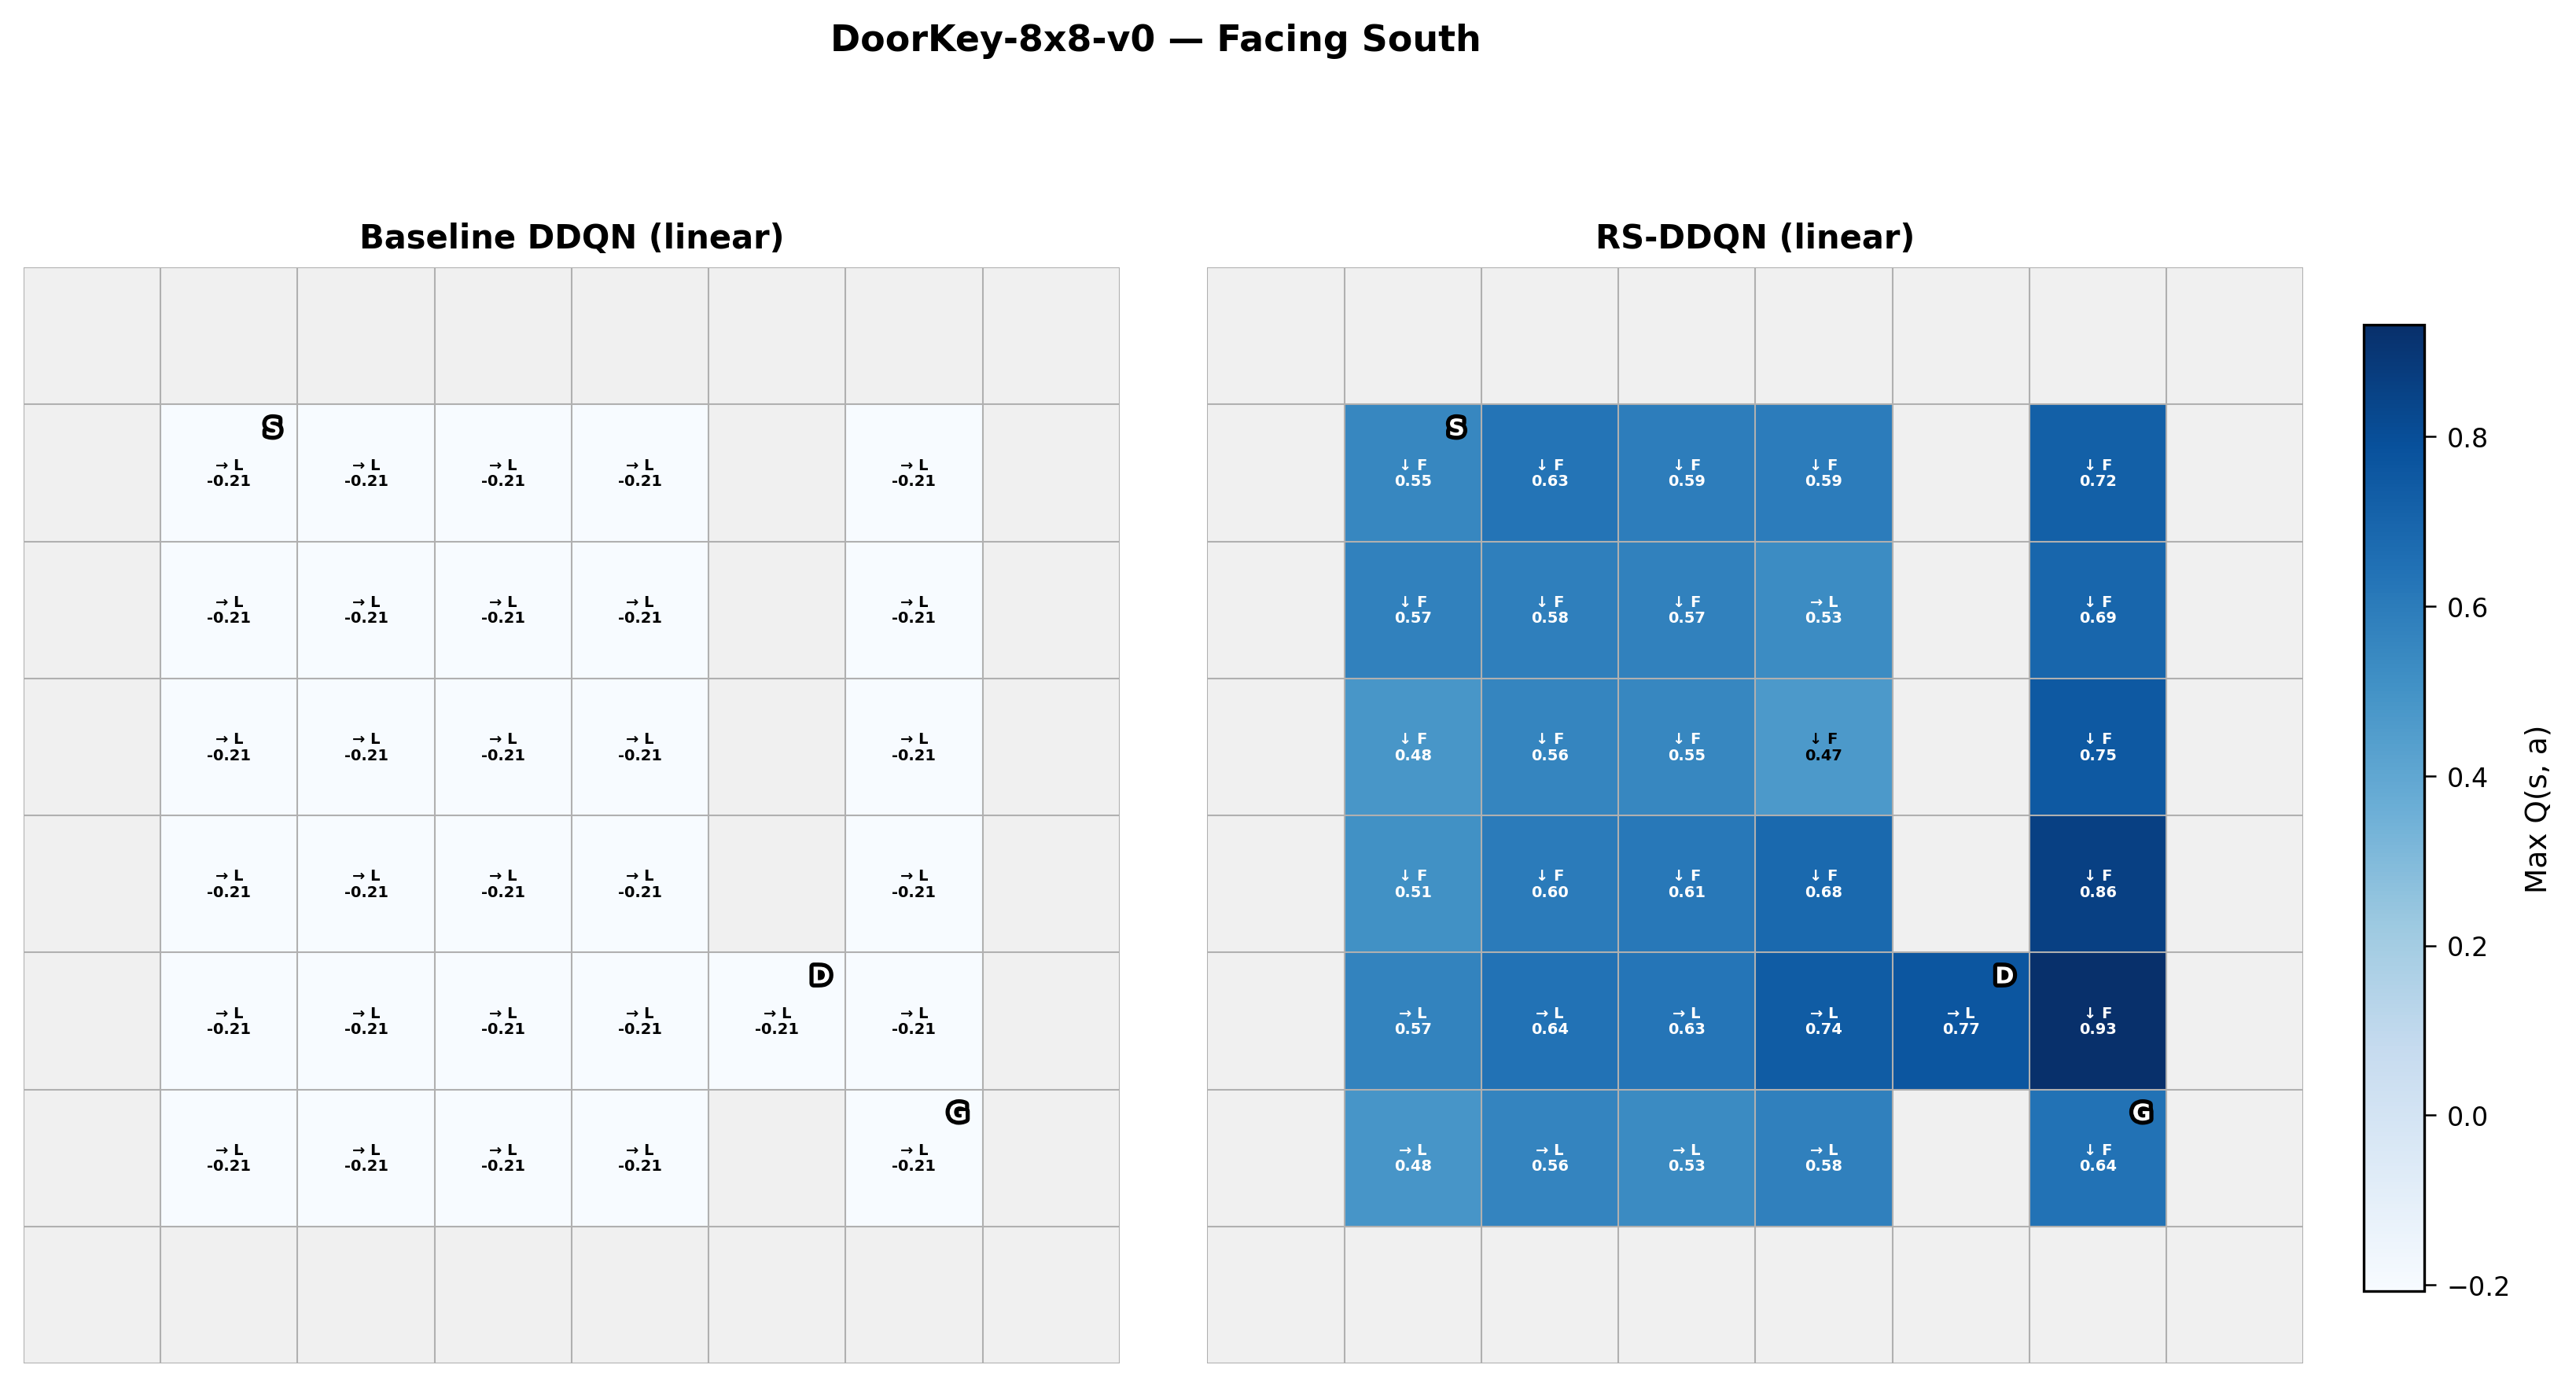 DoorKey-8x8-v0 — Facing South
Baseline DDQN (linear)
S
→ L → L → L → L → L
-0.21 -0.21 -0.21 -0.21 -0.21
→ L → L → L → L → L
-0.21 -0.21 -0.21 -0.21 -0.21
→ L → L → L → L → L
-0.21 -0.21 -0.21 -0.21 -0.21
→ L → L → L → L → L
-0.21 -0.21 -0.21 -0.21 -0.21
D
→ L → L → L → L → L → L
-0.21 -0.21 -0.21 -0.21 -0.21 -0.21
G
→ L → L → L → L → L
-0.21 -0.21 -0.21 -0.21 -0.21
RS-DDQN (linear)
S
↓ F ↓ F ↓ F ↓ F ↓ F
0.55 0.63 0.59 0.59 0.72
↓ F ↓ F ↓ F → L ↓ F
0.57 0.58 0.57 0.53 0.69
↓ F ↓ F ↓ F ↓ F ↓ F
0.48 0.56 0.55 0.47 0.75
↓ F ↓ F ↓ F ↓ F ↓ F
0.51 0.60 0.61 0.68 0.86
D
→ L → L → L → L → L ↓ F
0.57 0.64 0.63 0.74 0.77 0.93
G
→ L → L → L → L ↓ F
0.48 0.56 0.53 0.58 0.64
0.8
0.6
0.4
0.2
0.0
−0.2
Max Q(s, a)